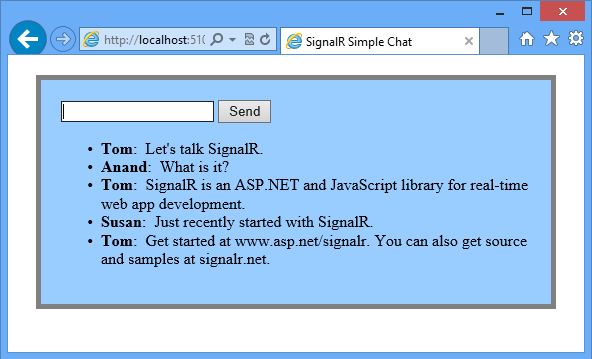 http://localhost:510
SignalR Simple Chat
Send
• Tom: Let's talk SignalR.
• Anand: What is it?
• Tom: SignalR is an ASP.NET and JavaScript library for real-time
web app development.
• Susan: Just recently started with SignalR.
• Tom: Get started at www.asp.net/signalr. You can also get source
and samples at signalr.net.